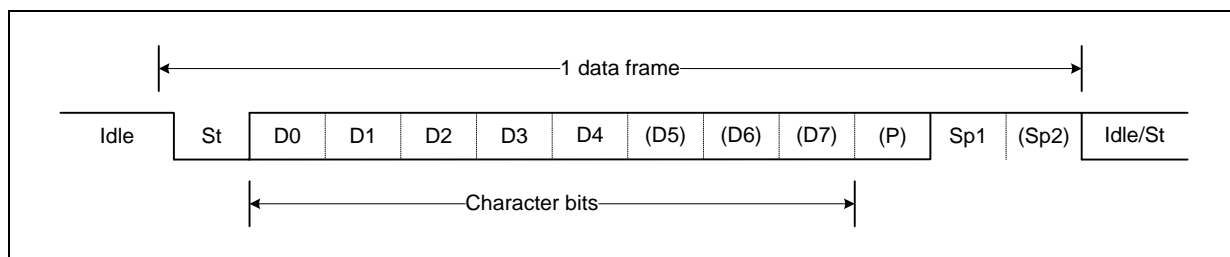 1 data frame
Idle St D0 D1 D2 D3 D4 (D5) (D6) (D7) (P) Sp1 (Sp2) Idle/St
Character bits